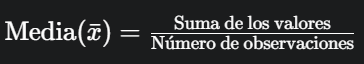 Media(x̄) = Suma de los valores / Número de observaciones